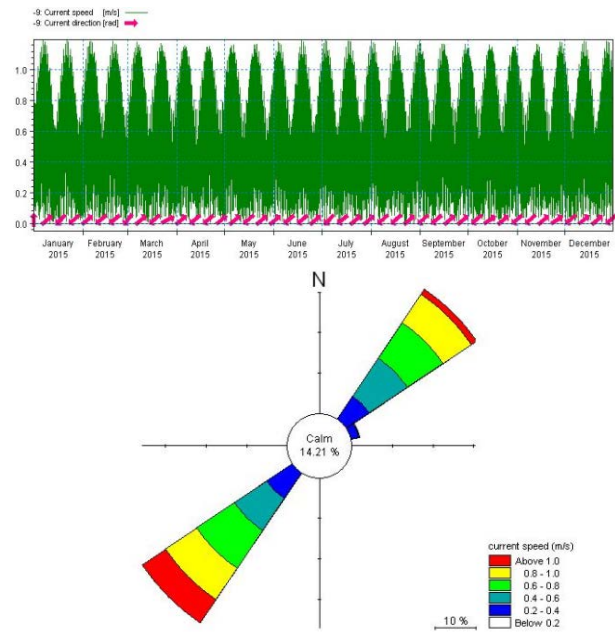 -9: Current speed [m/s]
-9: Current direction [rad]
1.0
0.8
0.6
0.4
0.2
0.0
January February March April May June July August September October November December
2015 2015 2015 2015 2015 2015 2015 2015 2015 2015 2015 2015
N
Calm
14.21 %
current speed (m/s)
Above 1.0
0.8 - 1.0
0.6 - 0.8
0.4 - 0.6
0.2 - 0.4
Below 0.2
10 %